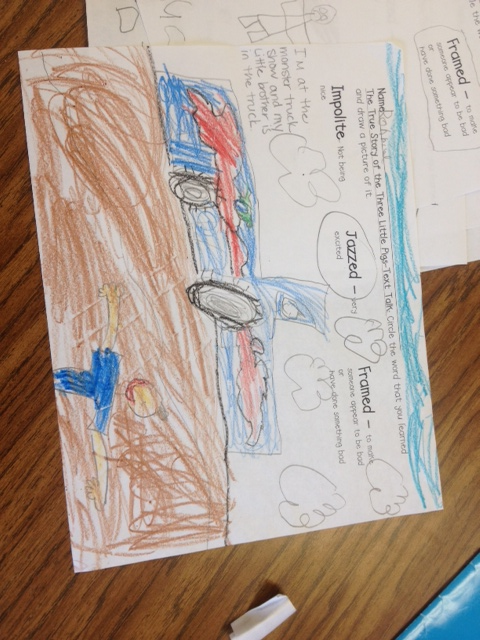 Name
The True Story of the Three Little Pigs-Text Talk. Circle the word that you learned
and draw a picture of it
Impolite Not being
nice
Jazzed - very
excited
Framed - to make
someone appear to be bad
or
have done something bad
I'm at the
monster truck
show and my
Little brother is
in the truck
Framed - to make
someone appear to be bad
or
have done something bad